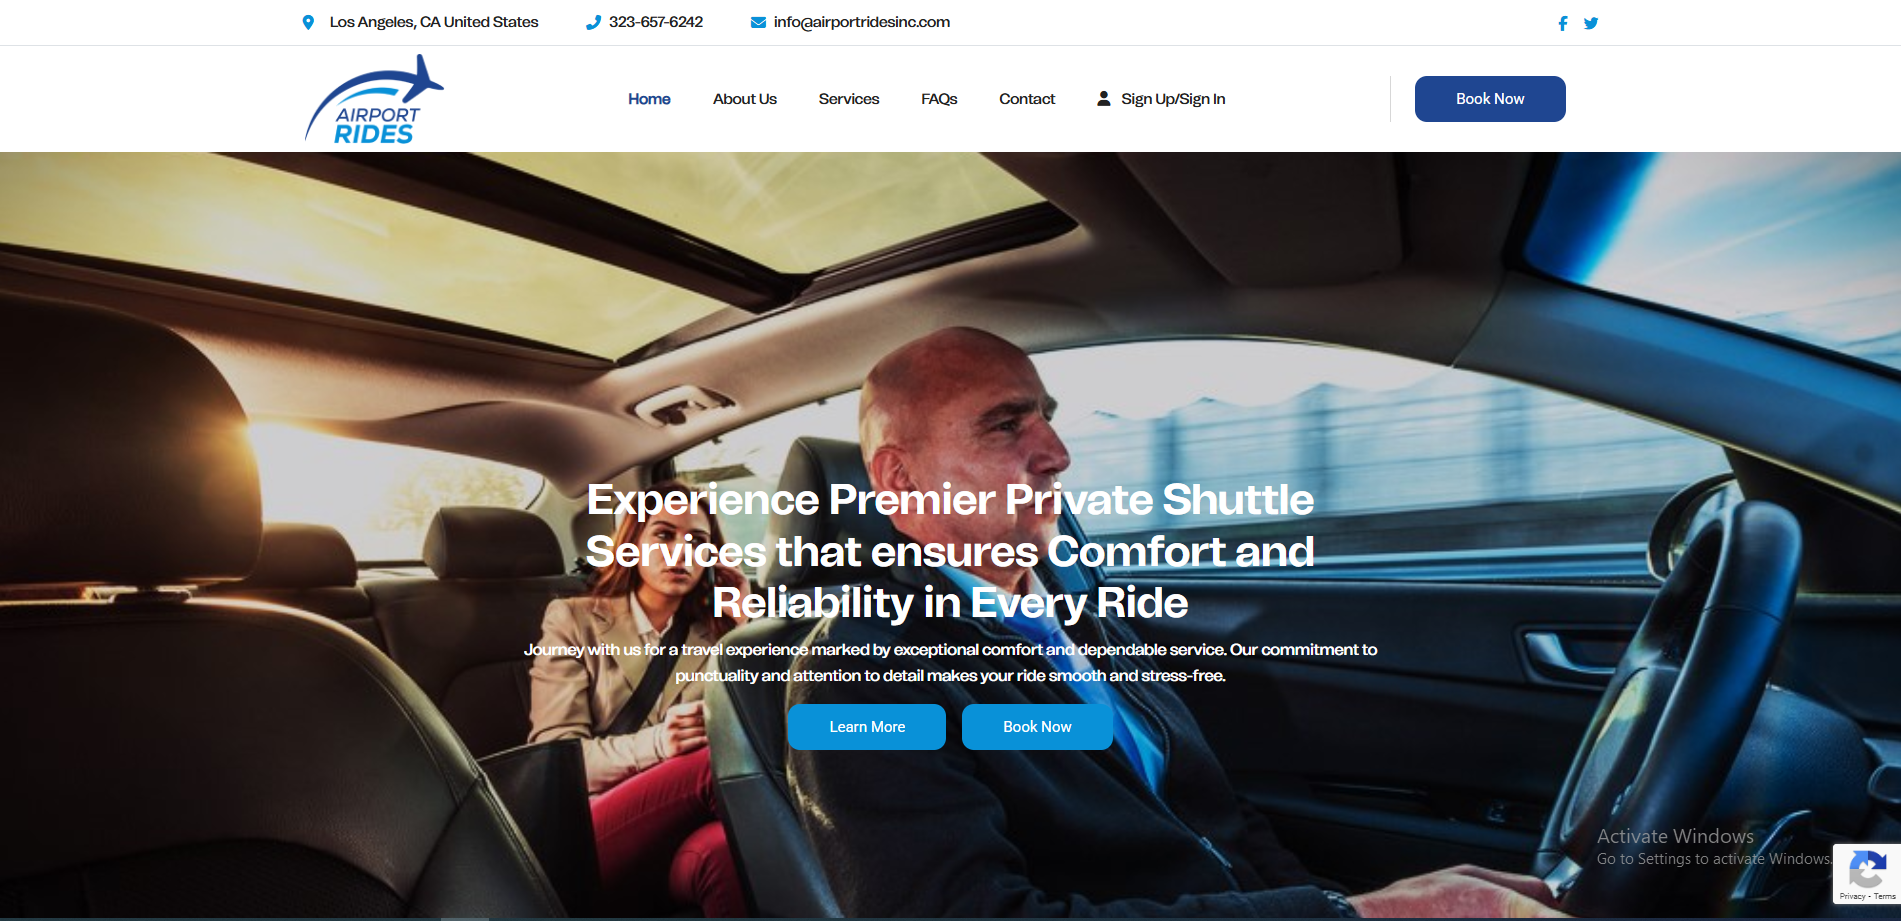 Los Angeles, CA United States
323-657-6242
info@airportridesinc.com
AIRPORT
RIDES
Home
About Us
Services
FAQs
Contact
Sign Up/Sign In
Book Now
Experience Premier Private Shuttle
Services that ensures Comfort and
Reliability in Every Ride
Journey with us for a travel experience marked by exceptional comfort and dependable service. Our commitment to
punctuality and attention to detail makes your ride smooth and stress-free.
Learn More
Book Now
Activate Windows
Go to Settings to activate Windows.
Privacy - Terms